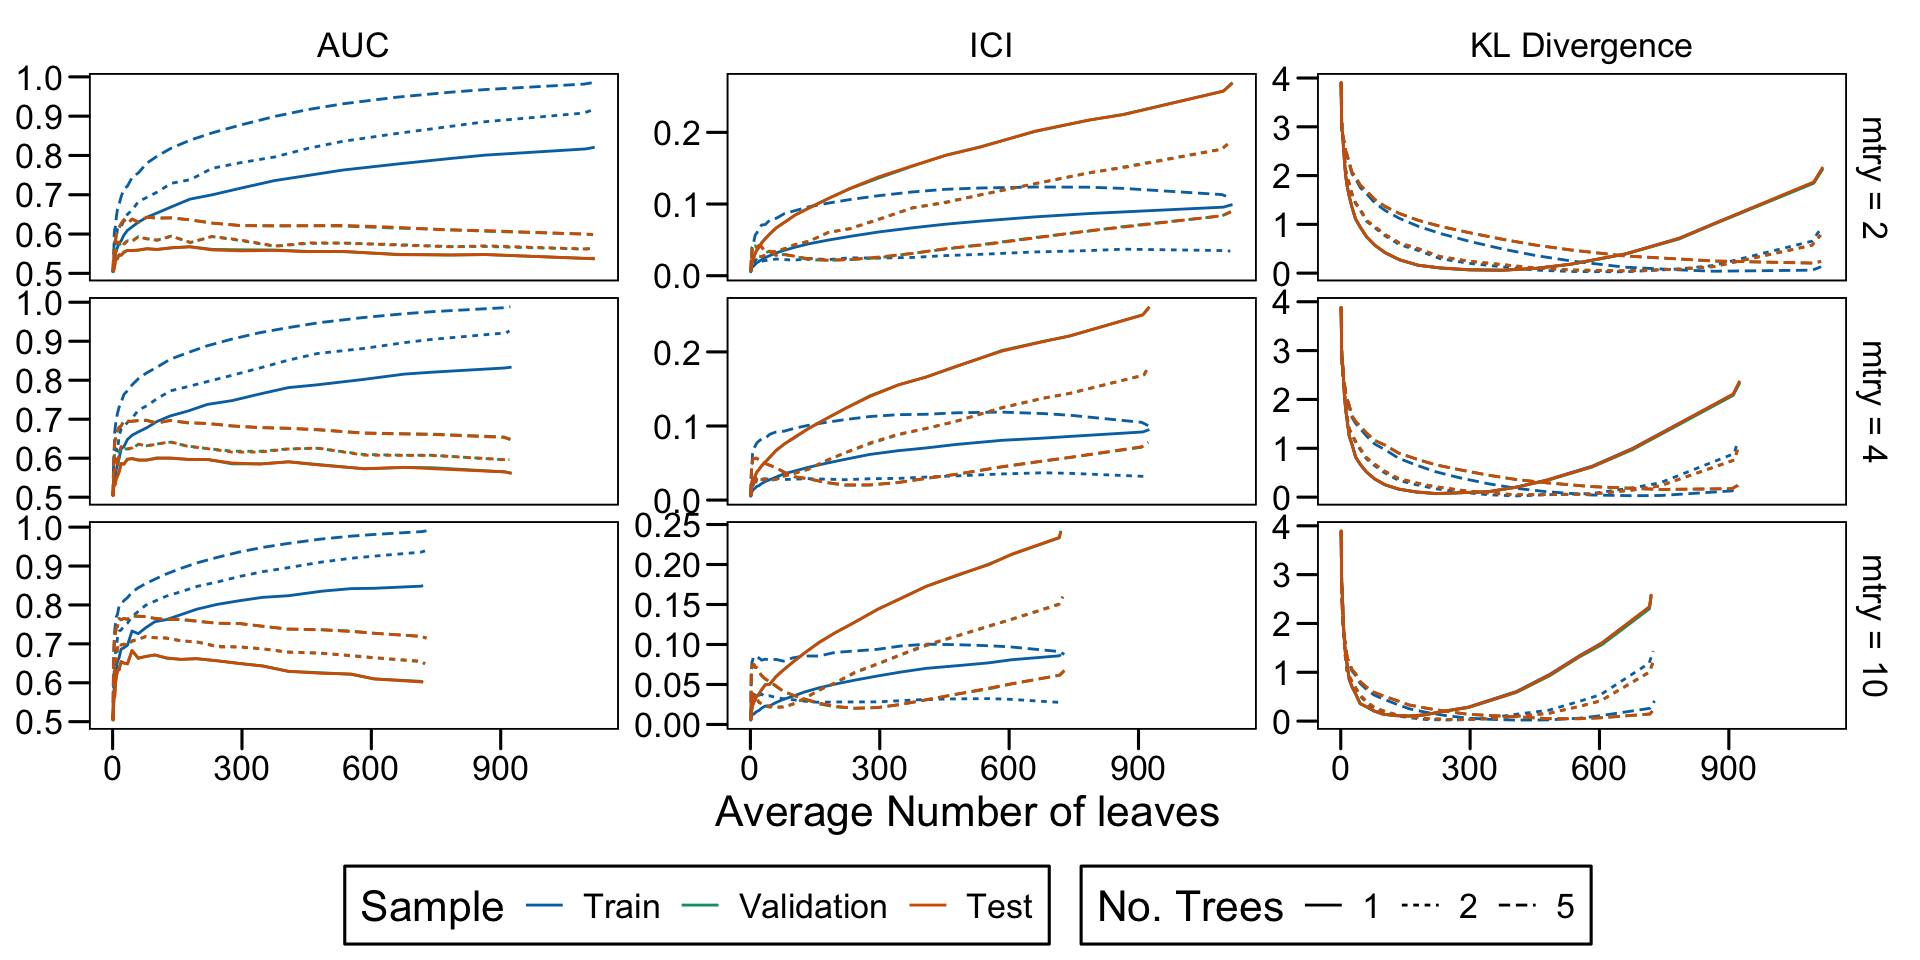 AUC ICI KL Divergence
1.0 0.9 0.8 0.7 0.6 0.5
0.2 0.1 0.0
4 3 2 1 0
mtry = 2
1.0 0.9 0.8 0.7 0.6 0.5
0.2 0.1 0.0
4 3 2 1 0
mtry = 4
1.0 0.9 0.8 0.7 0.6 0.5
0.25 0.20 0.15 0.10 0.05 0.00
4 3 2 1 0
mtry = 10
0 300 600 900 0 300 600 900 0 300 600 900
Average Number of leaves
Sample Train Validation Test No. Trees 1 2 5